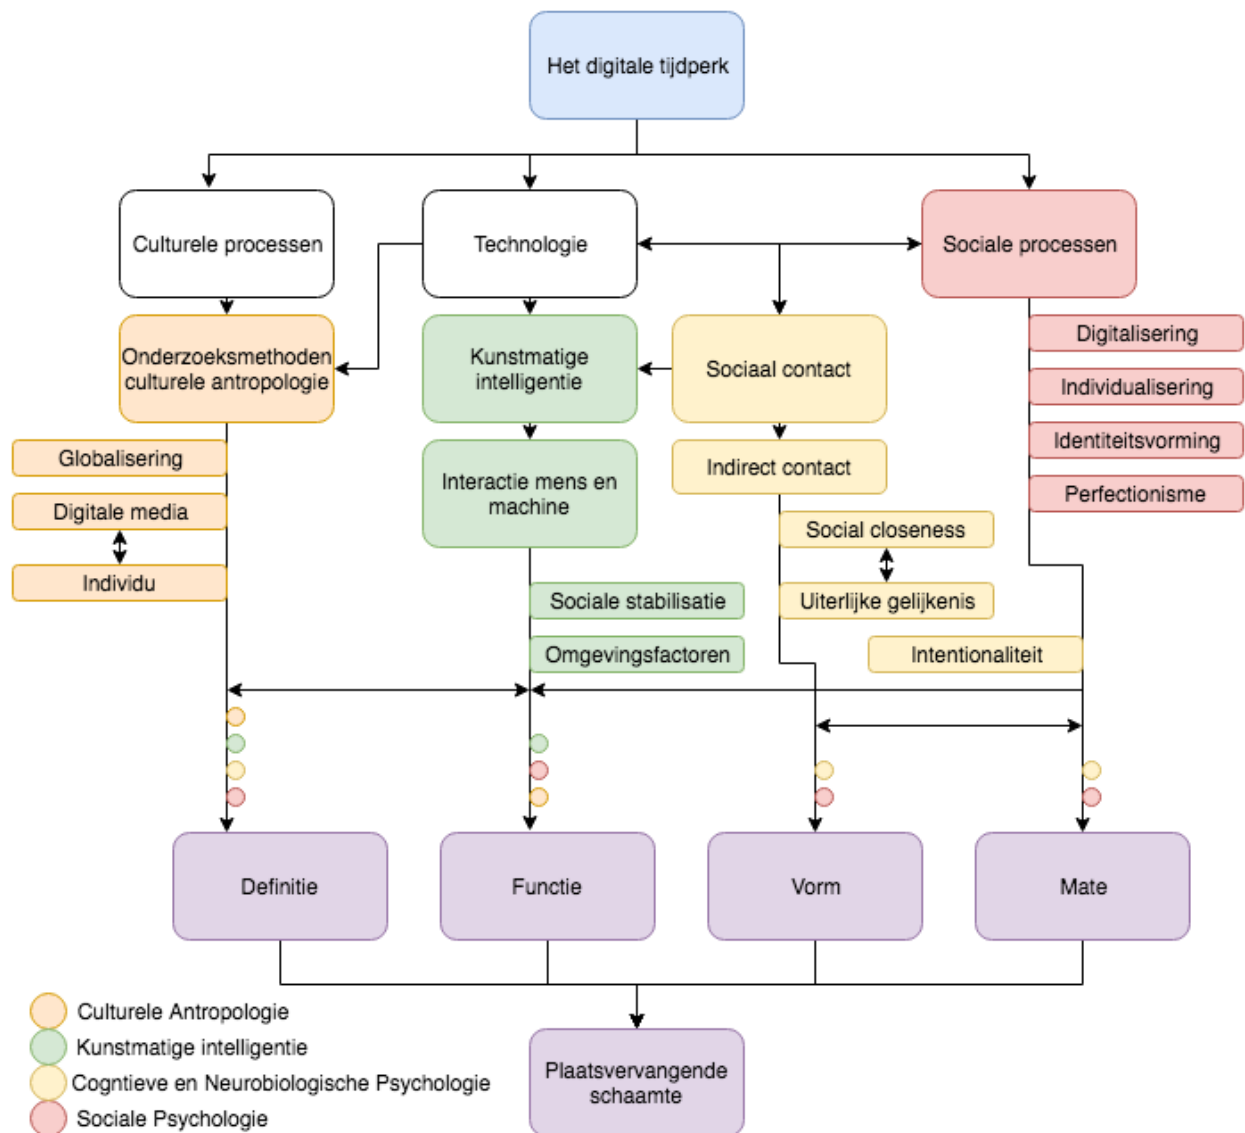 Het digitale tijdperk
Culturele processen
Technologie
Sociale processen
Onderzoeksmethoden
culturele antropologie
Kunstmatige
intelligentie
Sociaal contact
Digitalisering
Individualisering
Identiteitsvorming
Perfectionisme
Globalisering
Digitale media
Individu
Interactie mens en
machine
Indirect contact
Social closeness
Uiterlijke gelijkenis
Sociale stabilisatie
Omgevingsfactoren
Intentionaliteit
Definitie
Functie
Vorm
Mate
Culturele Antropologie
Kunstmatige intelligentie
Cogntieve en Neurobiologische Psychologie
Sociale Psychologie
Plaatsvervangende
schaamte